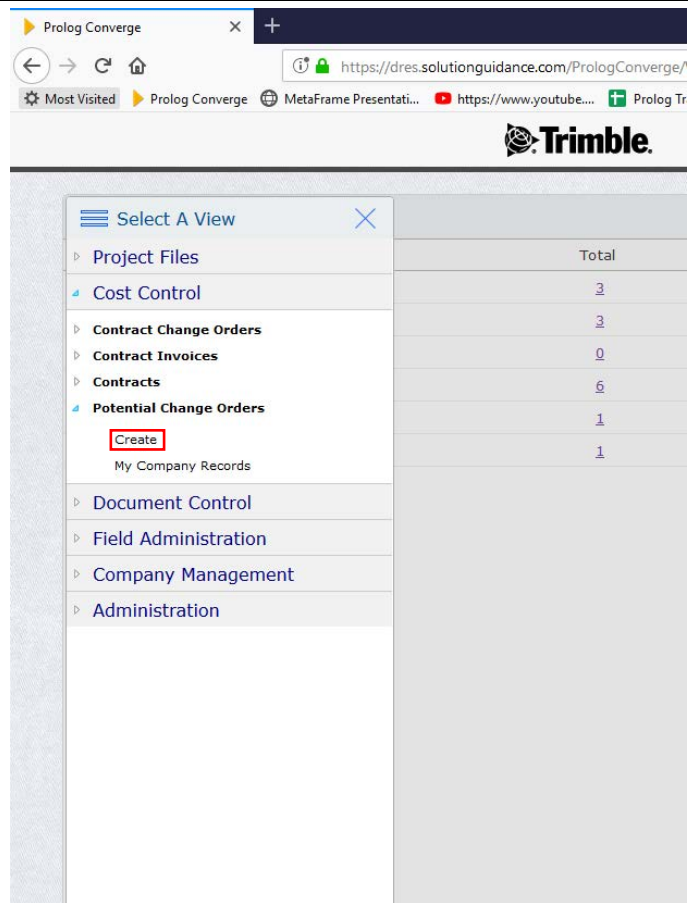 Prolog Converge
https://dres.solutionguidance.com/PrologConverge/
Most Visited Prolog Converge MetaFrame Presentati... https://www.youtube.... Prolog Tr
Trimble.
Select A View
Project Files Total
Cost Control 3
3
Contract Change Orders
Contract Invoices 0
Contracts 6
Potential Change Orders 1
Create 1
My Company Records
Document Control
Field Administration
Company Management
Administration